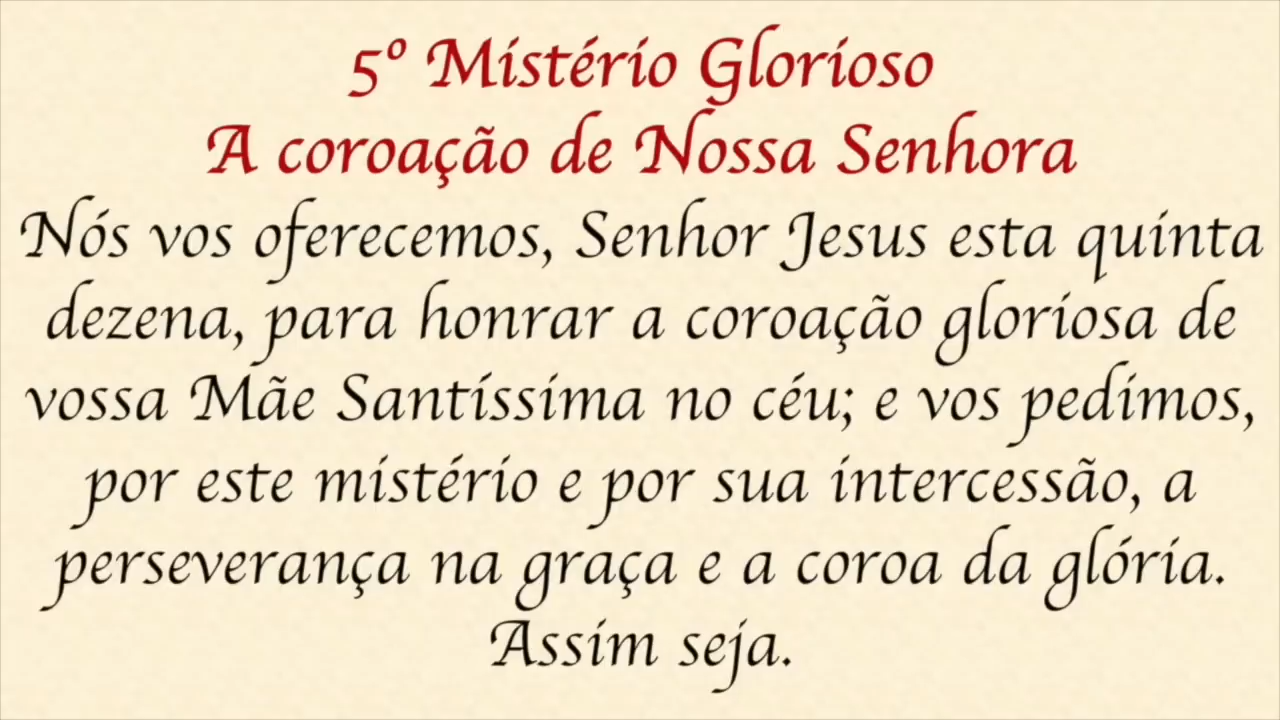 5º Mistério Glorioso
A coroação de Nossa Senhora
Nós vos oferecemos, Senhor Jesus esta quinta
dezena, para honrar a coroação gloriosa de
vossa Mãe Santíssima no céu; e vos pedimos,
por este mistério e por sua intercessão, a
perseverança na graça e a coroa da glória.
Assim seja.